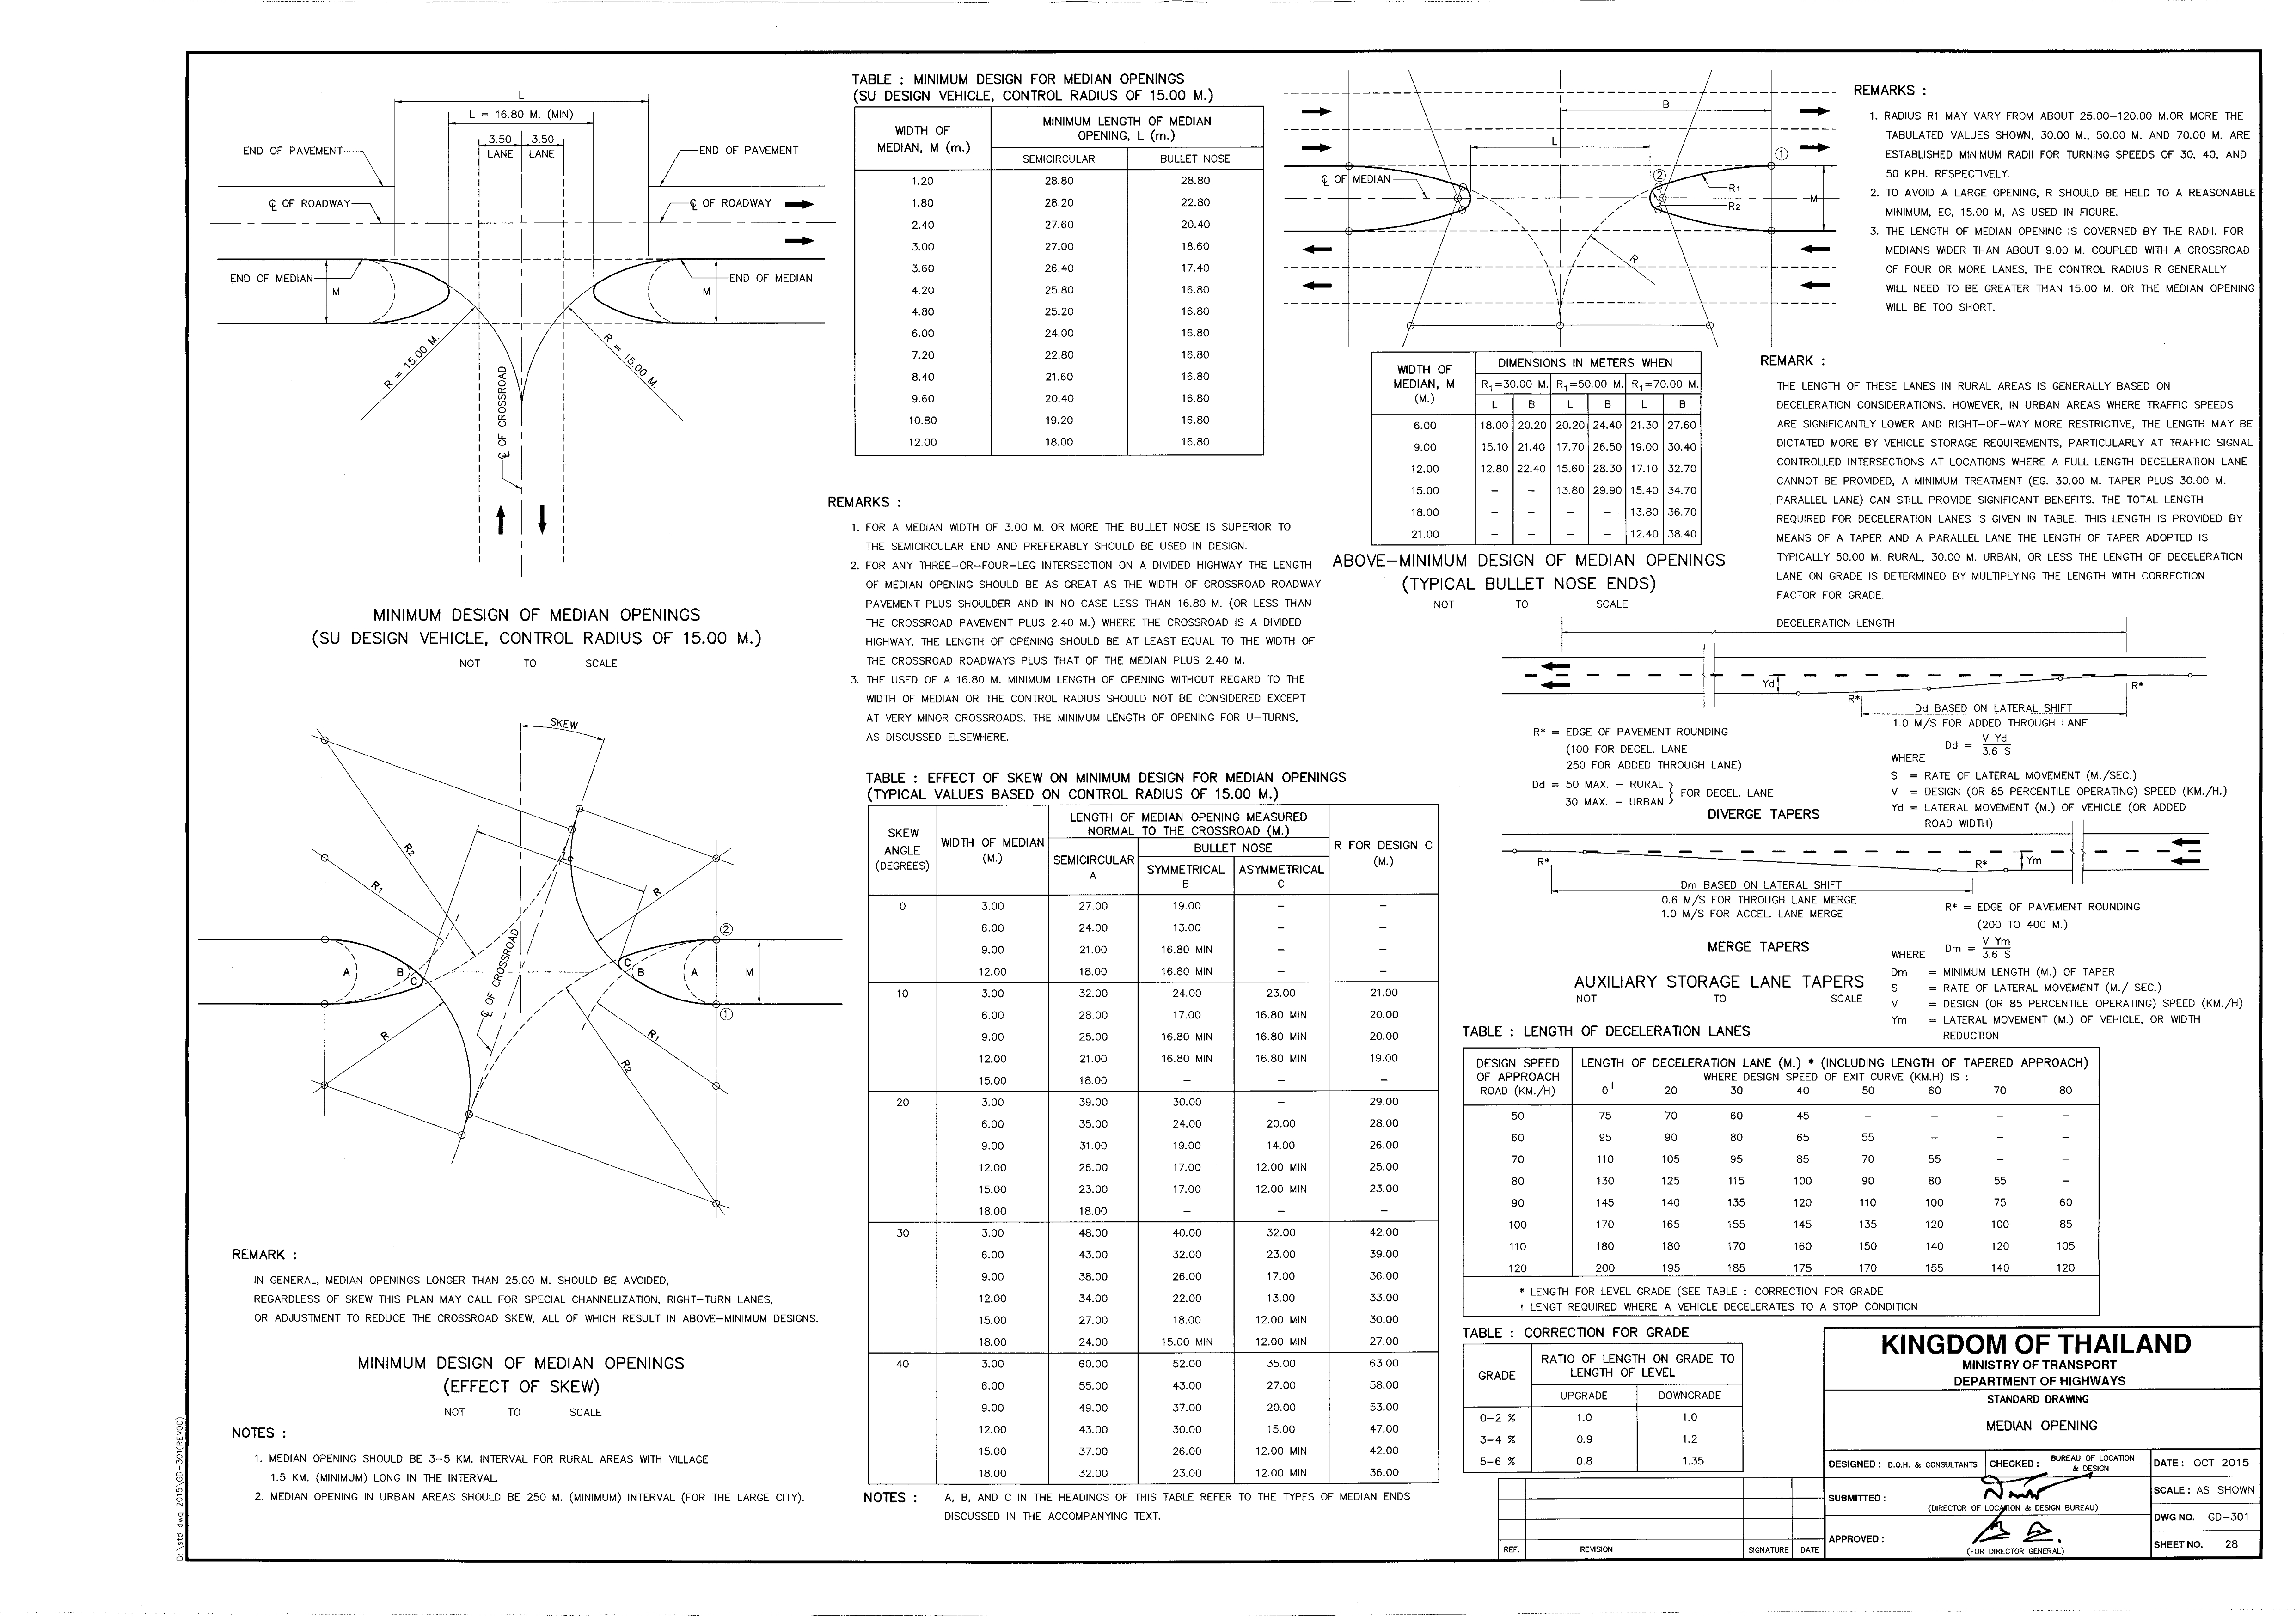 L
L = 16.80 M. (MIN)
3.50 3.50
LANE LANE
END OF PAVEMENT
END OF PAVEMENT
℄ OF ROADWAY
℄ OF ROADWAY
END OF MEDIAN
END OF MEDIAN
M
M
R = 15.00 M.
R = 15.00 M.
℄ OF CROSSROAD
MINIMUM DESIGN OF MEDIAN OPENINGS
(SU DESIGN VEHICLE, CONTROL RADIUS OF 15.00 M.)
NOT TO SCALE
SKEW
R2
R1
Lc
R
℄ OF CROSSROAD
A B C
C B A
M
②
①
R
R1
R2
REMARK :
IN GENERAL, MEDIAN OPENINGS LONGER THAN 25.00 M. SHOULD BE AVOIDED,
REGARDLESS OF SKEW THIS PLAN MAY CALL FOR SPECIAL CHANNELIZATION, RIGHT-TURN LANES,
OR ADJUSTMENT TO REDUCE THE CROSSROAD SKEW, ALL OF WHICH RESULT IN ABOVE-MINIMUM DESIGNS.
MINIMUM DESIGN OF MEDIAN OPENINGS
(EFFECT OF SKEW)
NOT TO SCALE
NOTES :
1. MEDIAN OPENING SHOULD BE 3-5 KM. INTERVAL FOR RURAL AREAS WITH VILLAGE
1.5 KM. (MINIMUM) LONG IN THE INTERVAL.
2. MEDIAN OPENING IN URBAN AREAS SHOULD BE 250 M. (MINIMUM) INTERVAL (FOR THE LARGE CITY).
D:\std dwg 2015\GD-301(REV00)
TABLE : MINIMUM DESIGN FOR MEDIAN OPENINGS
(SU DESIGN VEHICLE, CONTROL RADIUS OF 15.00 M.)
WIDTH OF
MEDIAN, M (m.)
MINIMUM LENGTH OF MEDIAN
OPENING, L (m.)
SEMICIRCULAR BULLET NOSE
1.20 28.80 28.80
1.80 28.20 22.80
2.40 27.60 20.40
3.00 27.00 18.60
3.60 26.40 17.40
4.20 25.80 16.80
4.80 25.20 16.80
6.00 24.00 16.80
7.20 22.80 16.80
8.40 21.60 16.80
9.60 20.40 16.80
10.80 19.20 16.80
12.00 18.00 16.80
REMARKS :
1. FOR A MEDIAN WIDTH OF 3.00 M. OR MORE THE BULLET NOSE IS SUPERIOR TO
THE SEMICIRCULAR END AND PREFERABLY SHOULD BE USED IN DESIGN.
2. FOR ANY THREE-OR-FOUR-LEG INTERSECTION ON A DIVIDED HIGHWAY THE LENGTH
OF MEDIAN OPENING SHOULD BE AS GREAT AS THE WIDTH OF CROSSROAD ROADWAY
PAVEMENT PLUS SHOULDER AND IN NO CASE LESS THAN 16.80 M. (OR LESS THAN
THE CROSSROAD PAVEMENT PLUS 2.40 M.) WHERE THE CROSSROAD IS A DIVIDED
HIGHWAY, THE LENGTH OF OPENING SHOULD BE AT LEAST EQUAL TO THE WIDTH OF
THE CROSSROAD ROADWAYS PLUS THAT OF THE MEDIAN PLUS 2.40 M.
3. THE USED OF A 16.80 M. MINIMUM LENGTH OF OPENING WITHOUT REGARD TO THE
WIDTH OF MEDIAN OR THE CONTROL RADIUS SHOULD NOT BE CONSIDERED EXCEPT
AT VERY MINOR CROSSROADS. THE MINIMUM LENGTH OF OPENING FOR U-TURNS,
AS DISCUSSED ELSEWHERE.
TABLE : EFFECT OF SKEW ON MINIMUM DESIGN FOR MEDIAN OPENINGS
(TYPICAL VALUES BASED ON CONTROL RADIUS OF 15.00 M.)
SKEW
ANGLE
(DEGREES)
WIDTH OF MEDIAN
(M.)
LENGTH OF MEDIAN OPENING MEASURED
NORMAL TO THE CROSSROAD (M.)
SEMICIRCULAR
A
BULLET NOSE
SYMMETRICAL
B
ASYMMETRICAL
C
R FOR DESIGN C
(M.)
0 3.00 27.00 19.00 - -
6.00 24.00 13.00 - -
9.00 21.00 16.80 MIN - -
12.00 18.00 16.80 MIN - -
10 3.00 32.00 24.00 23.00 21.00
6.00 28.00 17.00 16.80 MIN 20.00
9.00 25.00 16.80 MIN 16.80 MIN 20.00
12.00 21.00 16.80 MIN 16.80 MIN 19.00
15.00 18.00 - - -
20 3.00 39.00 30.00 - 29.00
6.00 35.00 24.00 20.00 28.00
9.00 31.00 19.00 14.00 26.00
12.00 26.00 17.00 12.00 MIN 25.00
15.00 23.00 17.00 12.00 MIN 23.00
18.00 18.00 - - -
30 3.00 48.00 40.00 32.00 42.00
6.00 43.00 32.00 23.00 39.00
9.00 38.00 26.00 17.00 36.00
12.00 34.00 22.00 13.00 33.00
15.00 27.00 18.00 12.00 MIN 30.00
18.00 24.00 15.00 MIN 12.00 MIN 27.00
40 3.00 60.00 52.00 35.00 63.00
6.00 55.00 43.00 27.00 58.00
9.00 49.00 37.00 20.00 53.00
12.00 43.00 30.00 15.00 47.00
15.00 37.00 26.00 12.00 MIN 42.00
18.00 32.00 23.00 12.00 MIN 36.00
NOTES : A, B, AND C IN THE HEADINGS OF THIS TABLE REFER TO THE TYPES OF MEDIAN ENDS
DISCUSSED IN THE ACCOMPANYING TEXT.
B
L
①
②
℄ OF MEDIAN
R1
R2
M
R
WIDTH OF
MEDIAN, M
(M.)
DIMENSIONS IN METERS WHEN
R1=30.00 M. R1=50.00 M. R1=70.00 M.
L B L B L B
6.00 18.00 20.20 20.20 24.40 21.30 27.60
9.00 15.10 21.40 17.70 26.50 19.00 30.40
12.00 12.80 22.40 15.60 28.30 17.10 32.70
15.00 - - 13.80 29.90 15.40 34.70
18.00 - - - - 13.80 36.70
21.00 - - - - 12.40 38.40
ABOVE-MINIMUM DESIGN OF MEDIAN OPENINGS
(TYPICAL BULLET NOSE ENDS)
NOT TO SCALE
REMARKS :
1. RADIUS R1 MAY VARY FROM ABOUT 25.00-120.00 M.OR MORE THE
TABULATED VALUES SHOWN, 30.00 M., 50.00 M. AND 70.00 M. ARE
ESTABLISHED MINIMUM RADII FOR TURNING SPEEDS OF 30, 40, AND
50 KPH. RESPECTIVELY.
2. TO AVOID A LARGE OPENING, R SHOULD BE HELD TO A REASONABLE
MINIMUM, EG, 15.00 M, AS USED IN FIGURE.
3. THE LENGTH OF MEDIAN OPENING IS GOVERNED BY THE RADII. FOR
MEDIANS WIDER THAN ABOUT 9.00 M. COUPLED WITH A CROSSROAD
OF FOUR OR MORE LANES, THE CONTROL RADIUS R GENERALLY
WILL NEED TO BE GREATER THAN 15.00 M. OR THE MEDIAN OPENING
WILL BE TOO SHORT.
REMARK :
THE LENGTH OF THESE LANES IN RURAL AREAS IS GENERALLY BASED ON
DECELERATION CONSIDERATIONS. HOWEVER, IN URBAN AREAS WHERE TRAFFIC SPEEDS
ARE SIGNIFICANTLY LOWER AND RIGHT-OF-WAY MORE RESTRICTIVE, THE LENGTH MAY BE
DICTATED MORE BY VEHICLE STORAGE REQUIREMENTS, PARTICULARLY AT TRAFFIC SIGNAL
CONTROLLED INTERSECTIONS AT LOCATIONS WHERE A FULL LENGTH DECELERATION LANE
CANNOT BE PROVIDED, A MINIMUM TREATMENT (EG. 30.00 M. TAPER PLUS 30.00 M.
PARALLEL LANE) CAN STILL PROVIDE SIGNIFICANT BENEFITS. THE TOTAL LENGTH
REQUIRED FOR DECELERATION LANES IS GIVEN IN TABLE. THIS LENGTH IS PROVIDED BY
MEANS OF A TAPER AND A PARALLEL LANE THE LENGTH OF TAPER ADOPTED IS
TYPICALLY 50.00 M. RURAL, 30.00 M. URBAN, OR LESS THE LENGTH OF DECELERATION
LANE ON GRADE IS DETERMINED BY MULTIPLYING THE LENGTH WITH CORRECTION
FACTOR FOR GRADE.
DECELERATION LENGTH
Yd
R*
R*
Dd BASED ON LATERAL SHIFT
1.0 M/S FOR ADDED THROUGH LANE
R* = EDGE OF PAVEMENT ROUNDING
(100 FOR DECEL. LANE
250 FOR ADDED THROUGH LANE)
Dd = 50 MAX. - RURAL
30 MAX. - URBAN
FOR DECEL. LANE
DIVERGE TAPERS
Dd = V Yd / 3.6 S
WHERE
S = RATE OF LATERAL MOVEMENT (M./SEC.)
V = DESIGN (OR 85 PERCENTILE OPERATING) SPEED (KM./H.)
Yd = LATERAL MOVEMENT (M.) OF VEHICLE (OR ADDED
ROAD WIDTH)
R*
R*
Ym
Dm BASED ON LATERAL SHIFT
0.6 M/S FOR THROUGH LANE MERGE
1.0 M/S FOR ACCEL. LANE MERGE
R* = EDGE OF PAVEMENT ROUNDING
(200 TO 400 M.)
MERGE TAPERS
WHERE Dm = V Ym / 3.6 S
Dm = MINIMUM LENGTH (M.) OF TAPER
S = RATE OF LATERAL MOVEMENT (M./ SEC.)
V = DESIGN (OR 85 PERCENTILE OPERATING) SPEED (KM./H)
Ym = LATERAL MOVEMENT (M.) OF VEHICLE, OR WIDTH
REDUCTION
AUXILIARY STORAGE LANE TAPERS
NOT TO SCALE
TABLE : LENGTH OF DECELERATION LANES
DESIGN SPEED
OF APPROACH
ROAD (KM./H)
LENGTH OF DECELERATION LANE (M.) * (INCLUDING LENGTH OF TAPERED APPROACH)
WHERE DESIGN SPEED OF EXIT CURVE (KM.H) IS :
0ᶦ 20 30 40 50 60 70 80
50 75 70 60 45 - - - -
60 95 90 80 65 55 - - -
70 110 105 95 85 70 55 - -
80 130 125 115 100 90 80 55 -
90 145 140 135 120 110 100 75 60
100 170 165 155 145 135 120 100 85
110 180 180 170 160 150 140 120 105
120 200 195 185 175 170 155 140 120
* LENGTH FOR LEVEL GRADE (SEE TABLE : CORRECTION FOR GRADE
ᶦ LENGT REQUIRED WHERE A VEHICLE DECELERATES TO A STOP CONDITION
TABLE : CORRECTION FOR GRADE
GRADE
RATIO OF LENGTH ON GRADE TO
LENGTH OF LEVEL
UPGRADE DOWNGRADE
0-2 % 1.0 1.0
3-4 % 0.9 1.2
5-6 % 0.8 1.35
REF. REVISION SIGNATURE DATE
KINGDOM OF THAILAND
MINISTRY OF TRANSPORT
DEPARTMENT OF HIGHWAYS
STANDARD DRAWING
MEDIAN OPENING
DESIGNED : D.O.H. & CONSULTANTS
CHECKED : BUREAU OF LOCATION
& DESIGN
DATE : OCT 2015
SUBMITTED :
(DIRECTOR OF LOCATION & DESIGN BUREAU)
SCALE : AS SHOWN
DWG NO. GD-301
APPROVED :
(FOR DIRECTOR GENERAL)
SHEET NO. 28